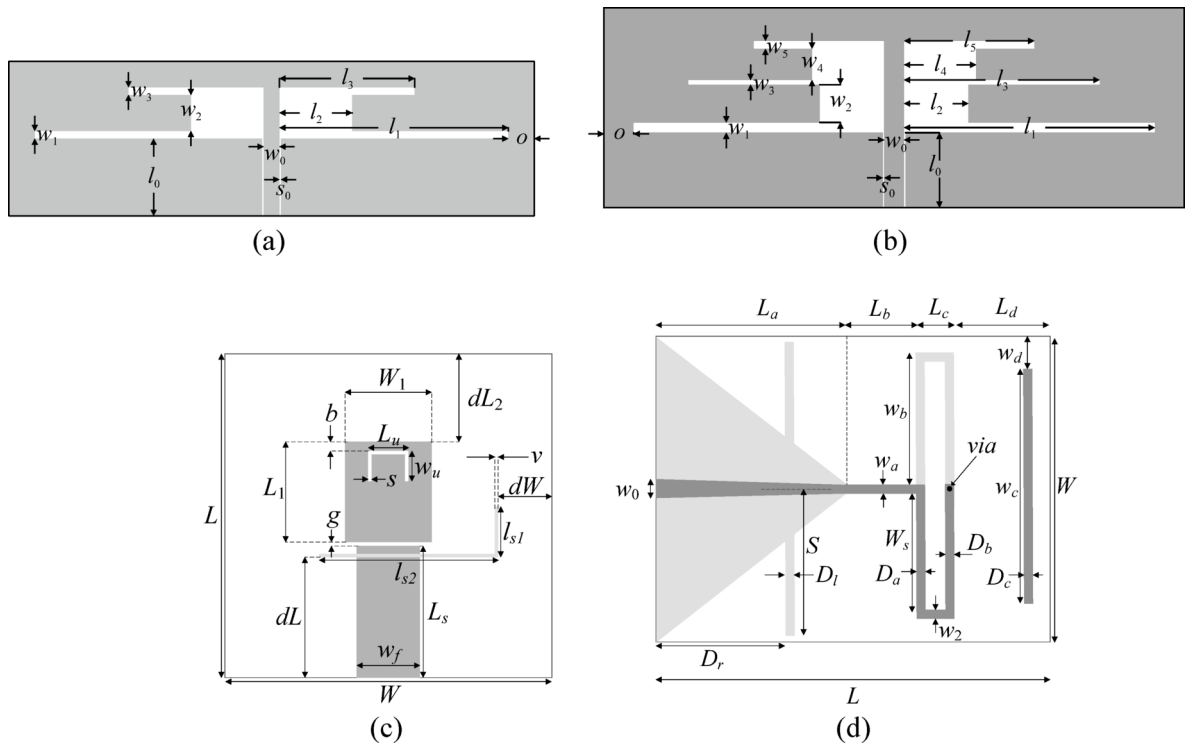 w3
w2
w1
l3
l2
l1
o
w0
l0
s0
(a)
w5
w4
w3
w2
w1
o
l5
l4
l3
l2
l1
w0
s0
l0
(b)
W1
dL2
b
Lu
wu
s
v
dW
L1
L
g
ls1
ls2
dL
Ls
wf
W
(c)
La
Lb
Lc
Ld
wd
wb
wa
via
wc
W
w0
S
Ws
Db
Dl
Da
Dc
w2
Dr
L
(d)